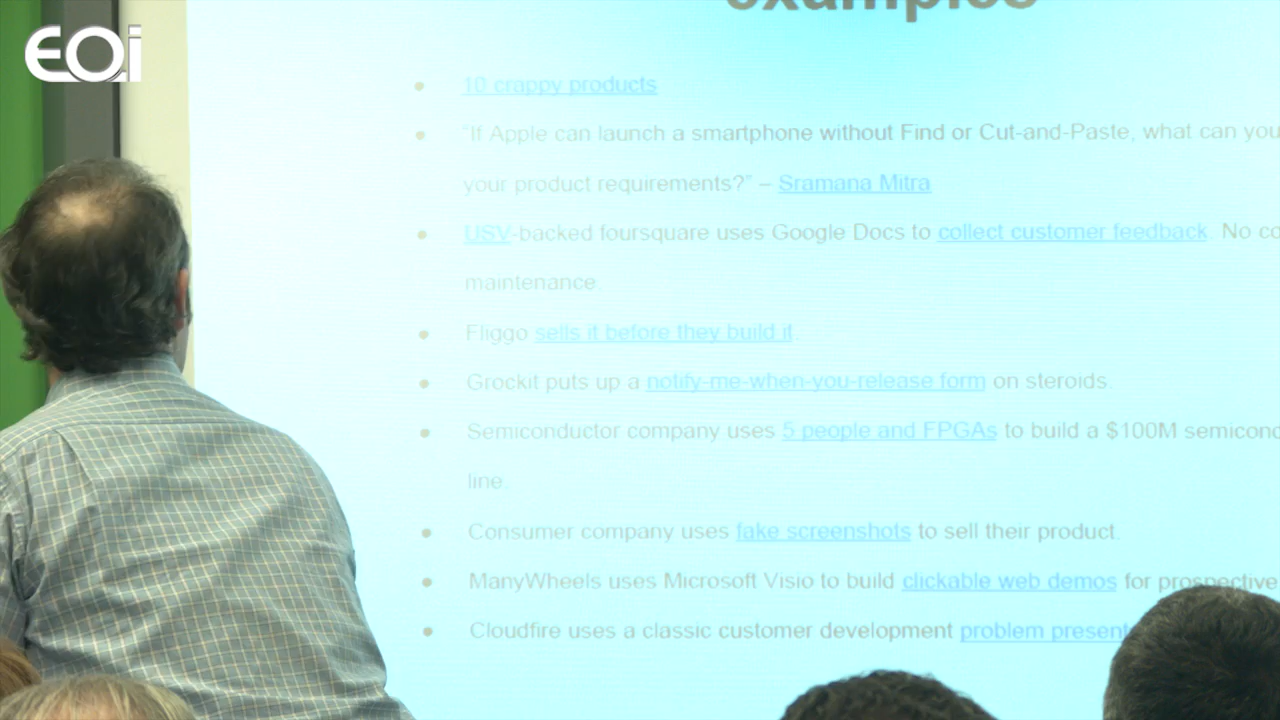 EOi
examples
10 crappy products
"If Apple can launch a smartphone without Find or Cut-and-Paste, what can you
your product requirements?" – Sramana Mitra
USV-backed foursquare uses Google Docs to collect customer feedback. No co
maintenance.
Fliggo sells it before they build it.
Grockit puts up a notify-me-when-you-release form on steroids.
Semiconductor company uses 5 people and FPGAs to build a $100M semicond
line.
Consumer company uses fake screenshots to sell their product.
ManyWheels uses Microsoft Visio to build clickable web demos for prospective
Cloudfire uses a classic customer development problem present